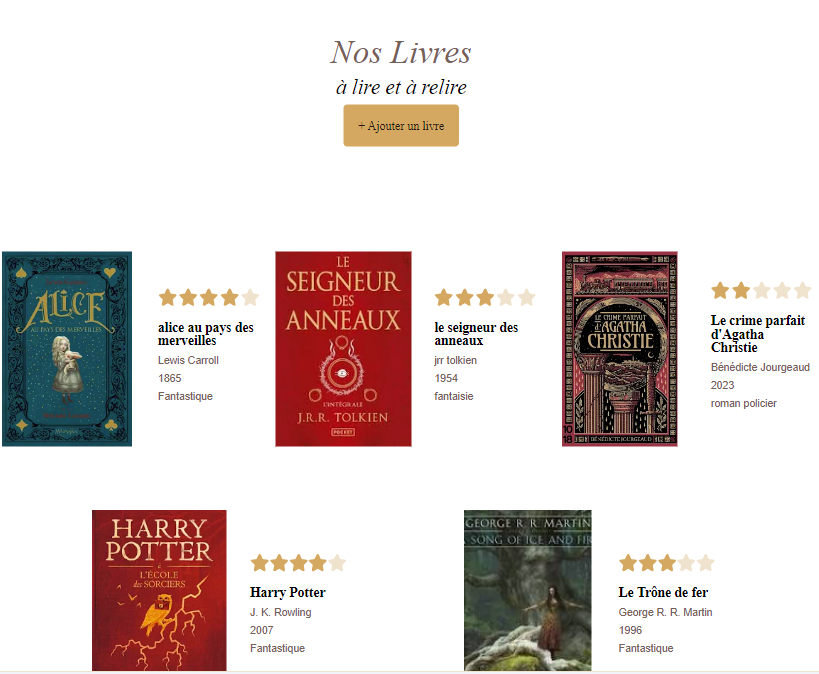 Nos Livres
à lire et à relire
+ Ajouter un livre
ALICE
AU PAYS DES MERVEILLES
alice au pays des
merveilles
Lewis Carroll
1865
Fantastique
LE
SEIGNEUR
DES
ANNEAUX
L'INTÉGRALE
J.R.R. TOLKIEN
POCKET
le seigneur des
anneaux
jrr tolkien
1954
fantaisie
LE CRIME PARFAIT
d'AGATHA
CHRISTIE
10
18
BÉNÉDICTE JOURGEAUD
Le crime parfait
d'Agatha
Christie
Bénédicte Jourgeaud
2023
roman policier
HARRY
POTTER
à
L'ÉCOLE
des SORCIERS
Harry Potter
J. K. Rowling
2007
Fantastique
GEORGE R. R. MARTIN
SONG OF ICE AND FIR
Le Trône de fer
George R. R. Martin
1996
Fantastique